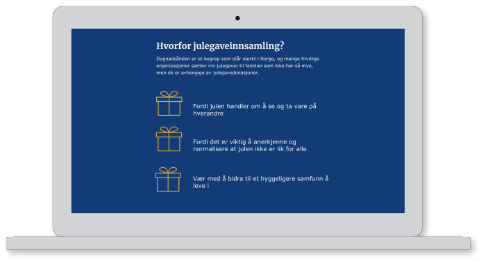 Hvorfor julegaveinnsamling?
Dugnadsånden er et begrep som står sterkt i Norge, og mange frivillige
organisasjoner samler inn julegaver til familier som ikke har så mye,
men de er avhengige av julegavedonasjoner.
Fordi julen handler om å se og ta vare på
hverandre
Fordi det er viktig å anerkjenne og
normalisere at julen ikke er lik for alle
Vær med å bidra til et hyggeligere samfunn å
leve i